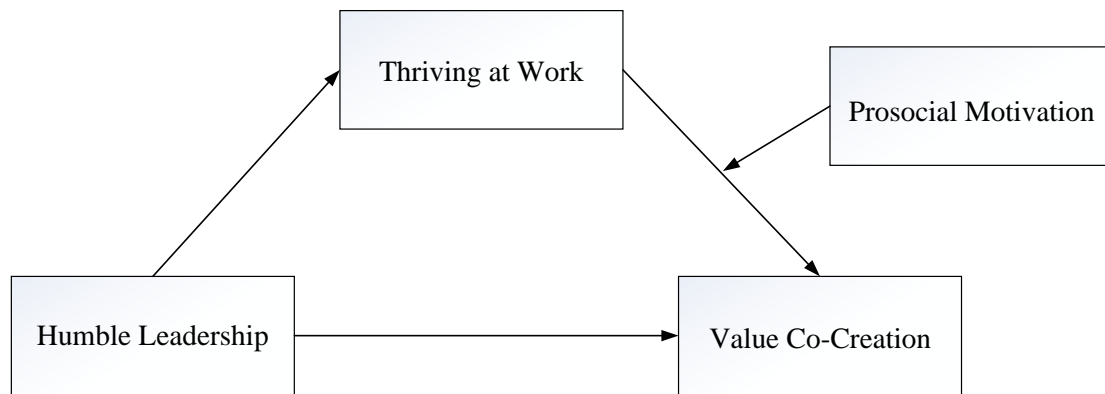 Thriving at Work
Prosocial Motivation
Humble Leadership
Value Co-Creation